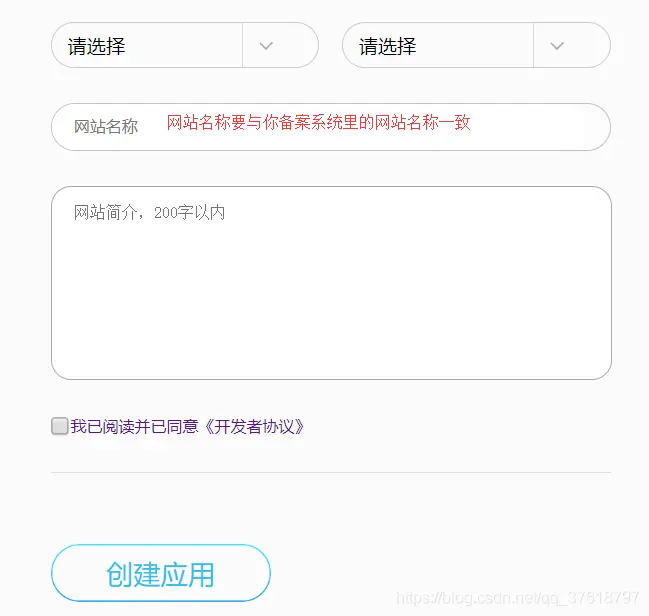 请选择 请选择
网站名称 网站名称要与你备案系统里的网站名称一致
网站简介，200字以内
我已阅读并已同意《开发者协议》
创建应用
https://blog.csdn.net/qq_37618797